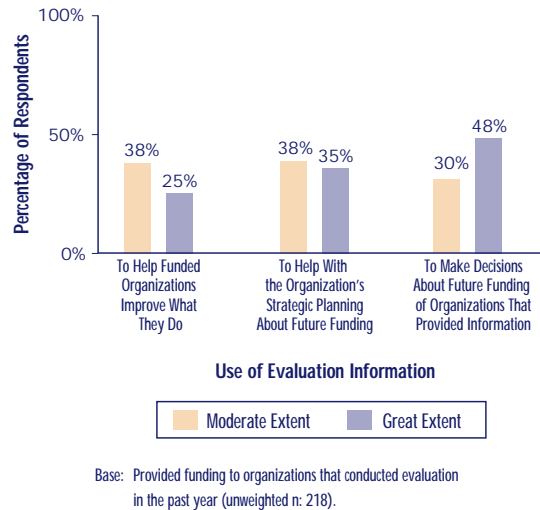 100%
Percentage of Respondents
50%
0%
38%
25%
38%
35%
30%
48%
To Help Funded
Organizations
Improve What
They Do
To Help With
the Organization's
Strategic Planning
About Future Funding
To Make Decisions
About Future Funding
of Organizations That
Provided Information
Use of Evaluation Information
Moderate Extent
Great Extent
Base: Provided funding to organizations that conducted evaluation
in the past year (unweighted n: 218).